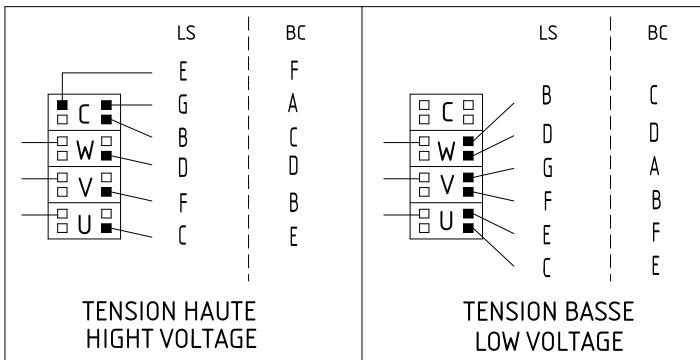 LS BC
E F
G A
B C
D D
F B
C E
C
W
V
U
TENSION HAUTE
HIGHT VOLTAGE
LS BC
B C
D D
G A
F B
E F
C E
C
W
V
U
TENSION BASSE
LOW VOLTAGE